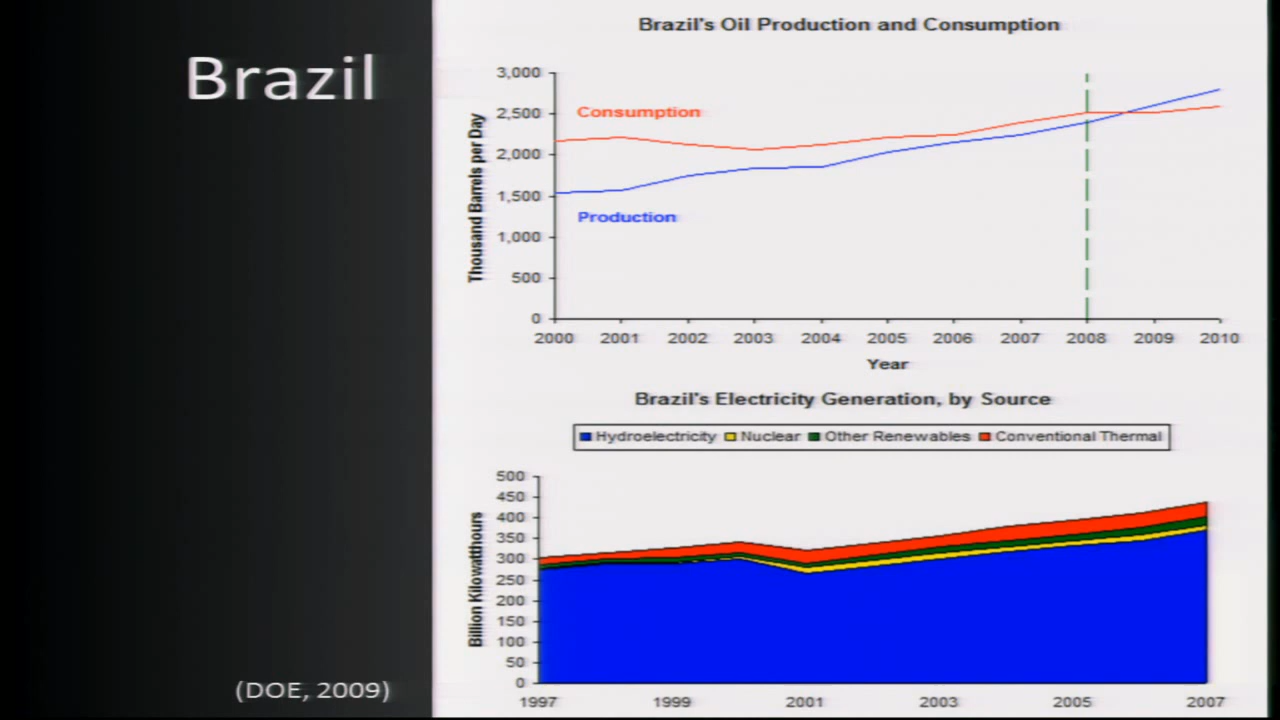 Brazil
(DOE, 2009)
Brazil's Oil Production and Consumption
Thousand Barrels per Day
3,000
2,500
2,000
1,500
1,000
500
0
Consumption
Production
2000 2001 2002 2003 2004 2005 2006 2007 2008 2009 2010
Year
Brazil's Electricity Generation, by Source
Hydroelectricity Nuclear Other Renewables Conventional Thermal
Billion Kilowatthours
500
450
400
350
300
250
200
150
100
50
0
1997 1999 2001 2003 2005 2007